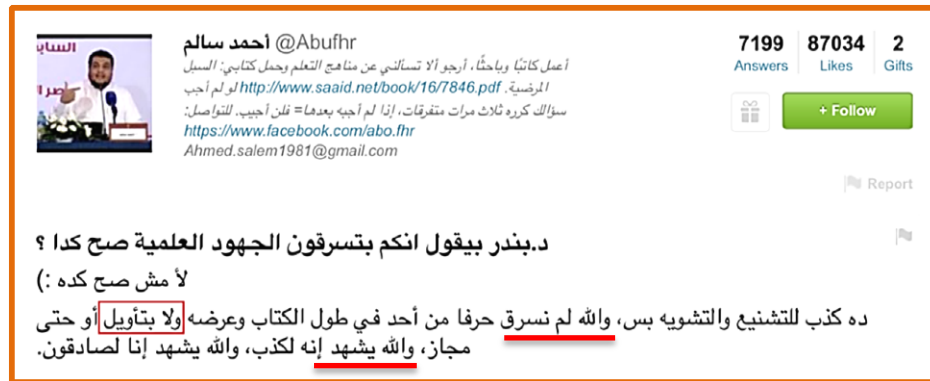 السابع
ناصر ا
أحمد سالم @Abufhr
أعمل كاتبًا وباحثًا، أرجو ألا تسألني عن مناهج التعلم وحمل كتابي: السبل
المرضية. http://www.saaid.net/book/16/7846.pdf لو لم أجب
سؤالك كرره ثلاث مرات متفرقات، إذا لم أجبه بعدها= فلن أجيب. للتواصل:
https://www.facebook.com/abo.fhr
Ahmed.salem1981@gmail.com
7199 87034 2
Answers Likes Gifts
+ Follow
Report
د.بندر بيقول انكم بتسرقون الجهود العلمية صح كدا ؟
لأ مش صح كده :)
ده كذب للتشنيع والتشويه بس، والله لم نسرق حرفا من أحد في طول الكتاب وعرضه ولا بتأويل أو حتى
مجاز، والله يشهد إنه لكذب، والله يشهد إنا لصادقون.